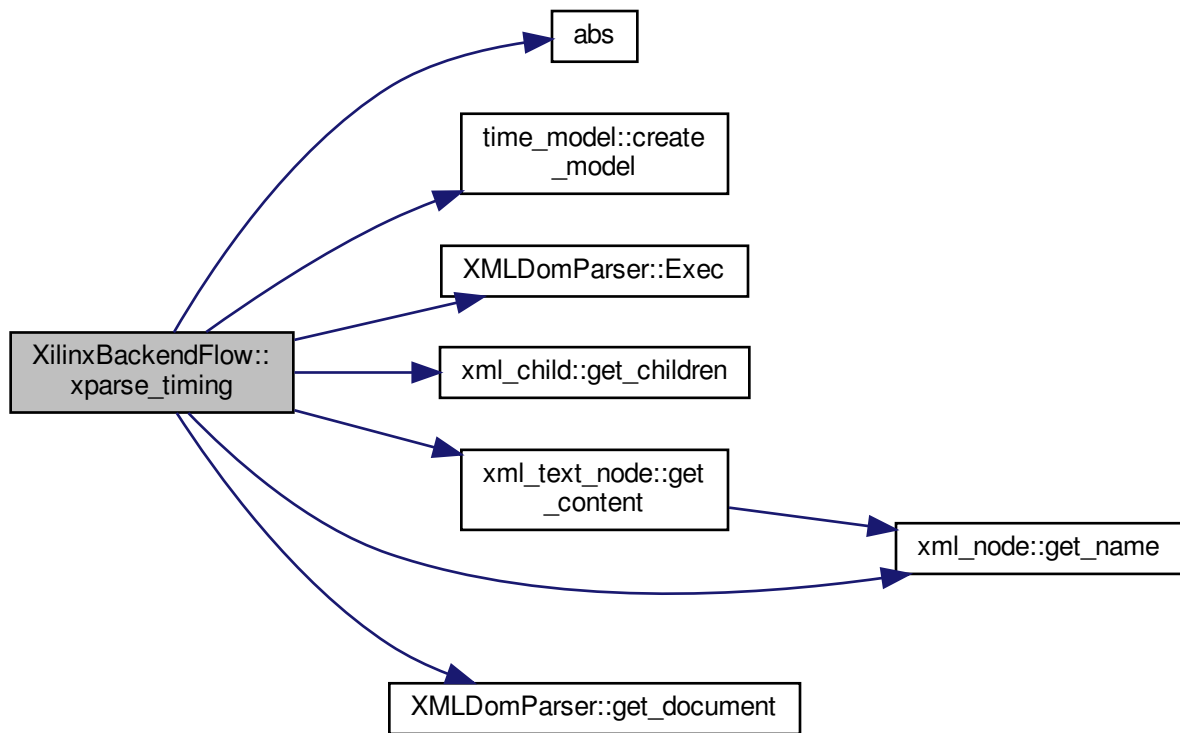 abs
time_model::create
_model
XMLDomParser::Exec
XilinxBackendFlow::
xparse_timing
xml_child::get_children
xml_text_node::get
_content
xml_node::get_name
XMLDomParser::get_document